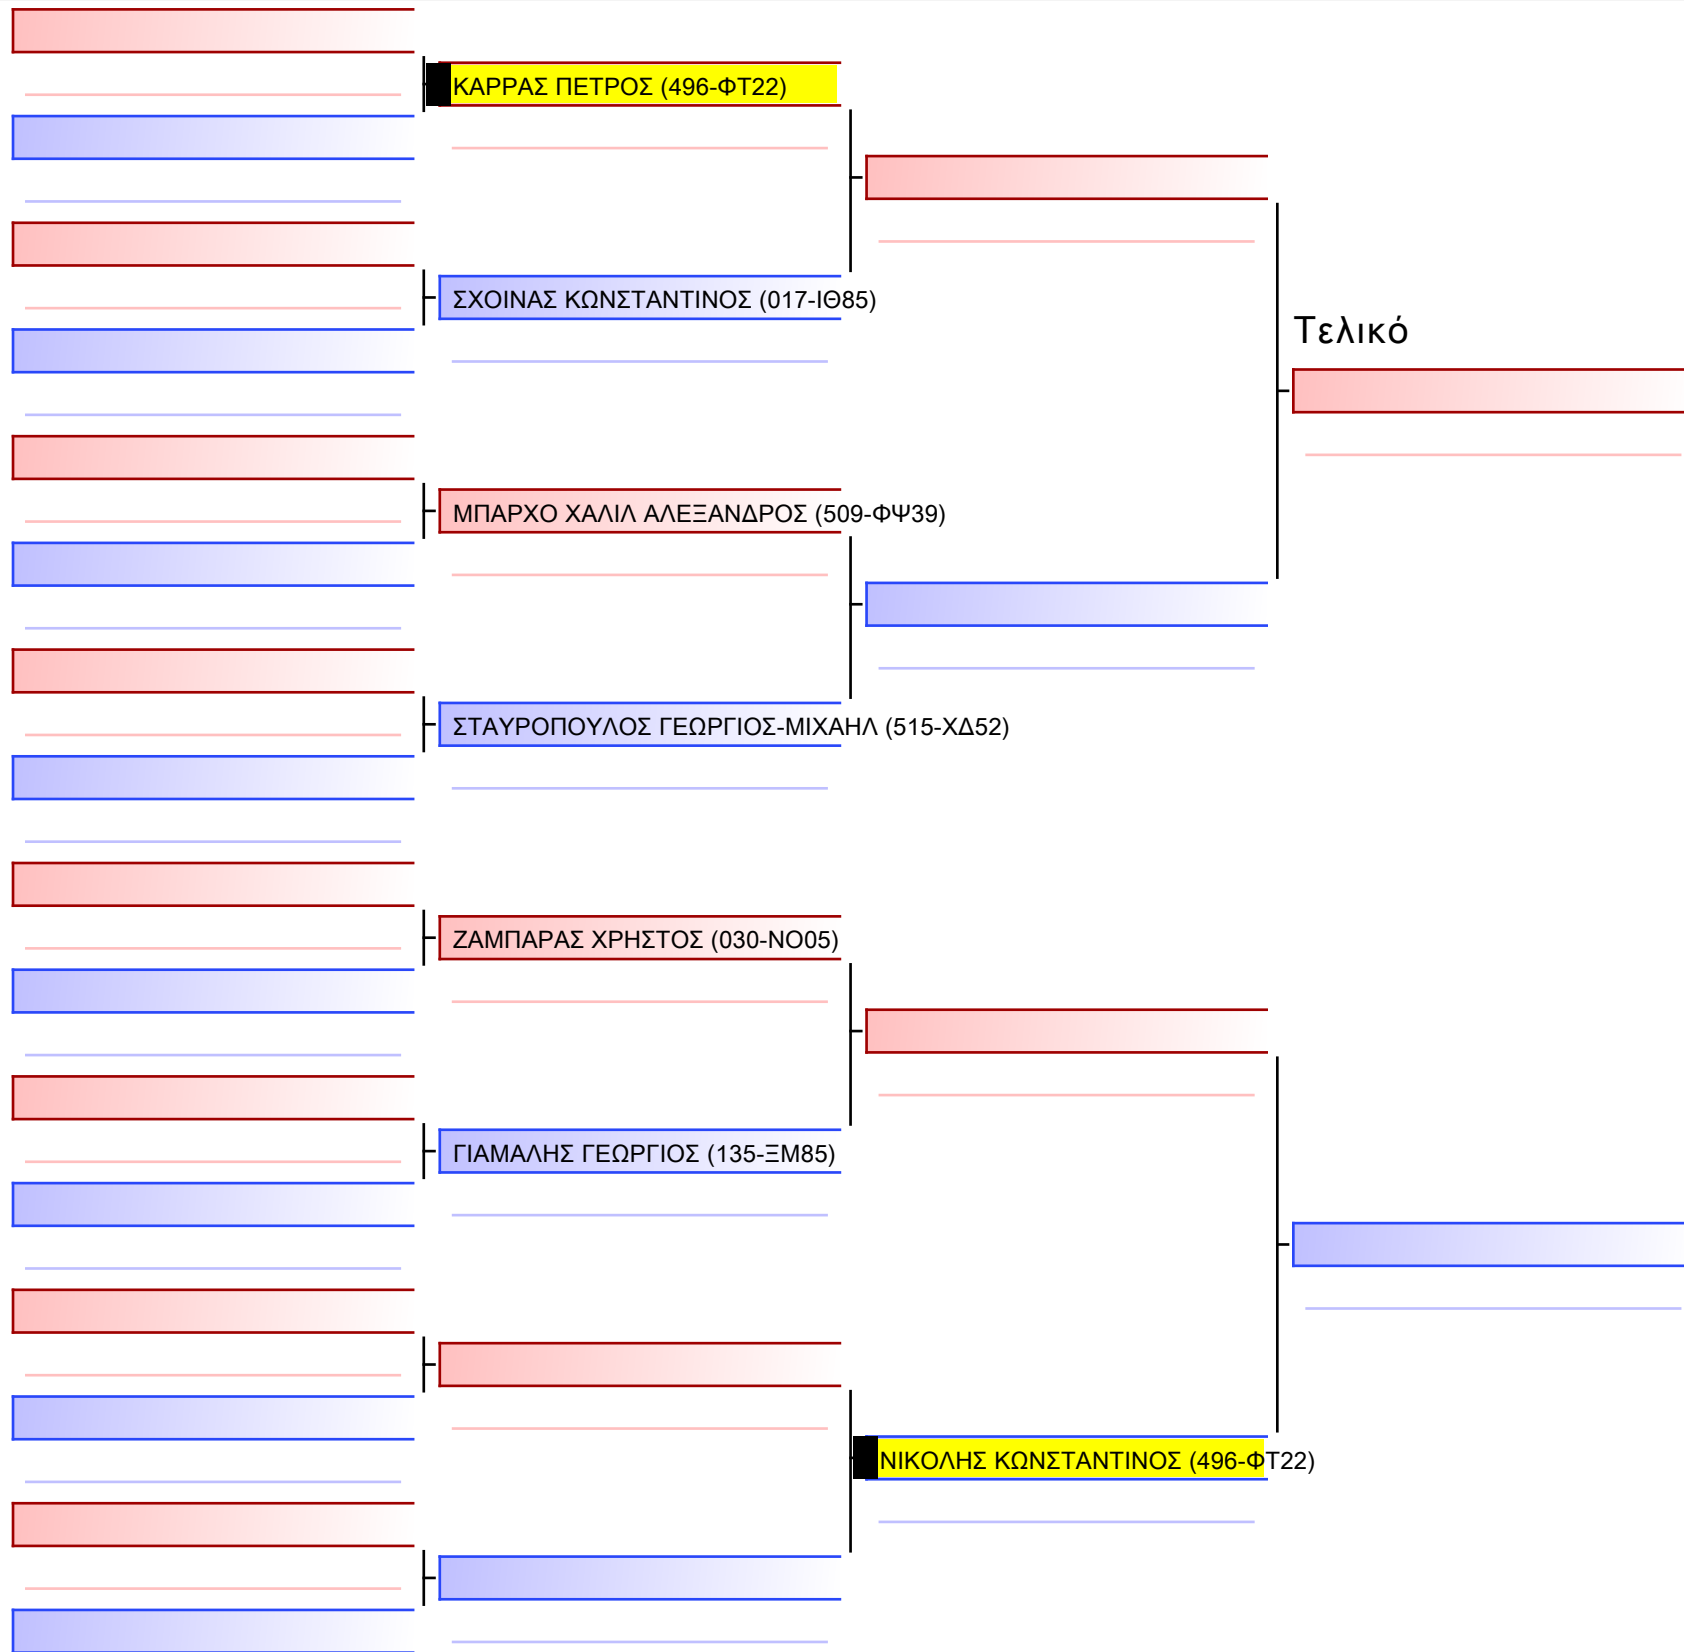 ΚΑΡΡΑΣ ΠΕΤΡΟΣ (496-ΦΤ22)
ΣΧΟΙΝΑΣ ΚΩΝΣΤΑΝΤΙΝΟΣ (017-ΙΘ85)
Τελικό
ΜΠΑΡΧΟ ΧΑΛΙΛ ΑΛΕΞΑΝΔΡΟΣ (509-ΦΨ39)
ΣΤΑΥΡΟΠΟΥΛΟΣ ΓΕΩΡΓΙΟΣ-ΜΙΧΑΗΛ (515-ΧΔ52)
ΖΑΜΠΑΡΑΣ ΧΡΗΣΤΟΣ (030-ΝΟ05)
ΓΙΑΜΑΛΗΣ ΓΕΩΡΓΙΟΣ (135-ΞΜ85)
ΝΙΚΟΛΗΣ ΚΩΝΣΤΑΝΤΙΝΟΣ (496-ΦΤ22)